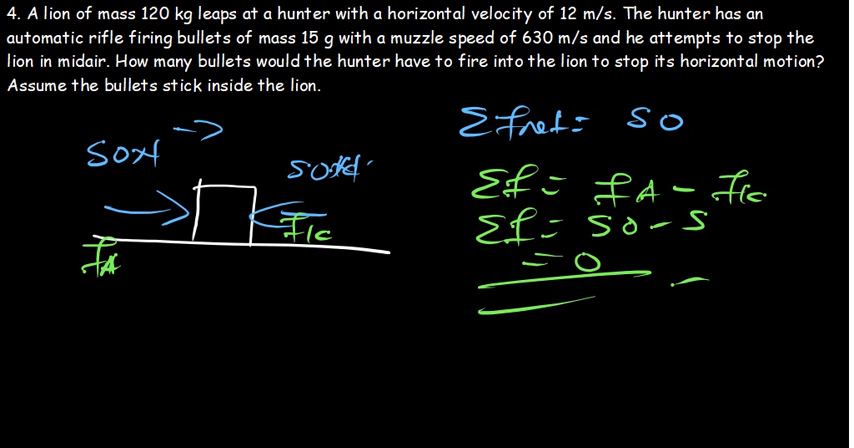 4. A lion of mass 120 kg leaps at a hunter with a horizontal velocity of 12 m/s. The hunter has an
automatic rifle firing bullets of mass 15 g with a muzzle speed of 630 m/s and he attempts to stop the
lion in midair. How many bullets would the hunter have to fire into the lion to stop its horizontal motion?
Assume the bullets stick inside the lion.
Σfnet = 50
50N →
Σf = fA - f
Σf = 50 - 5
= 0
fA